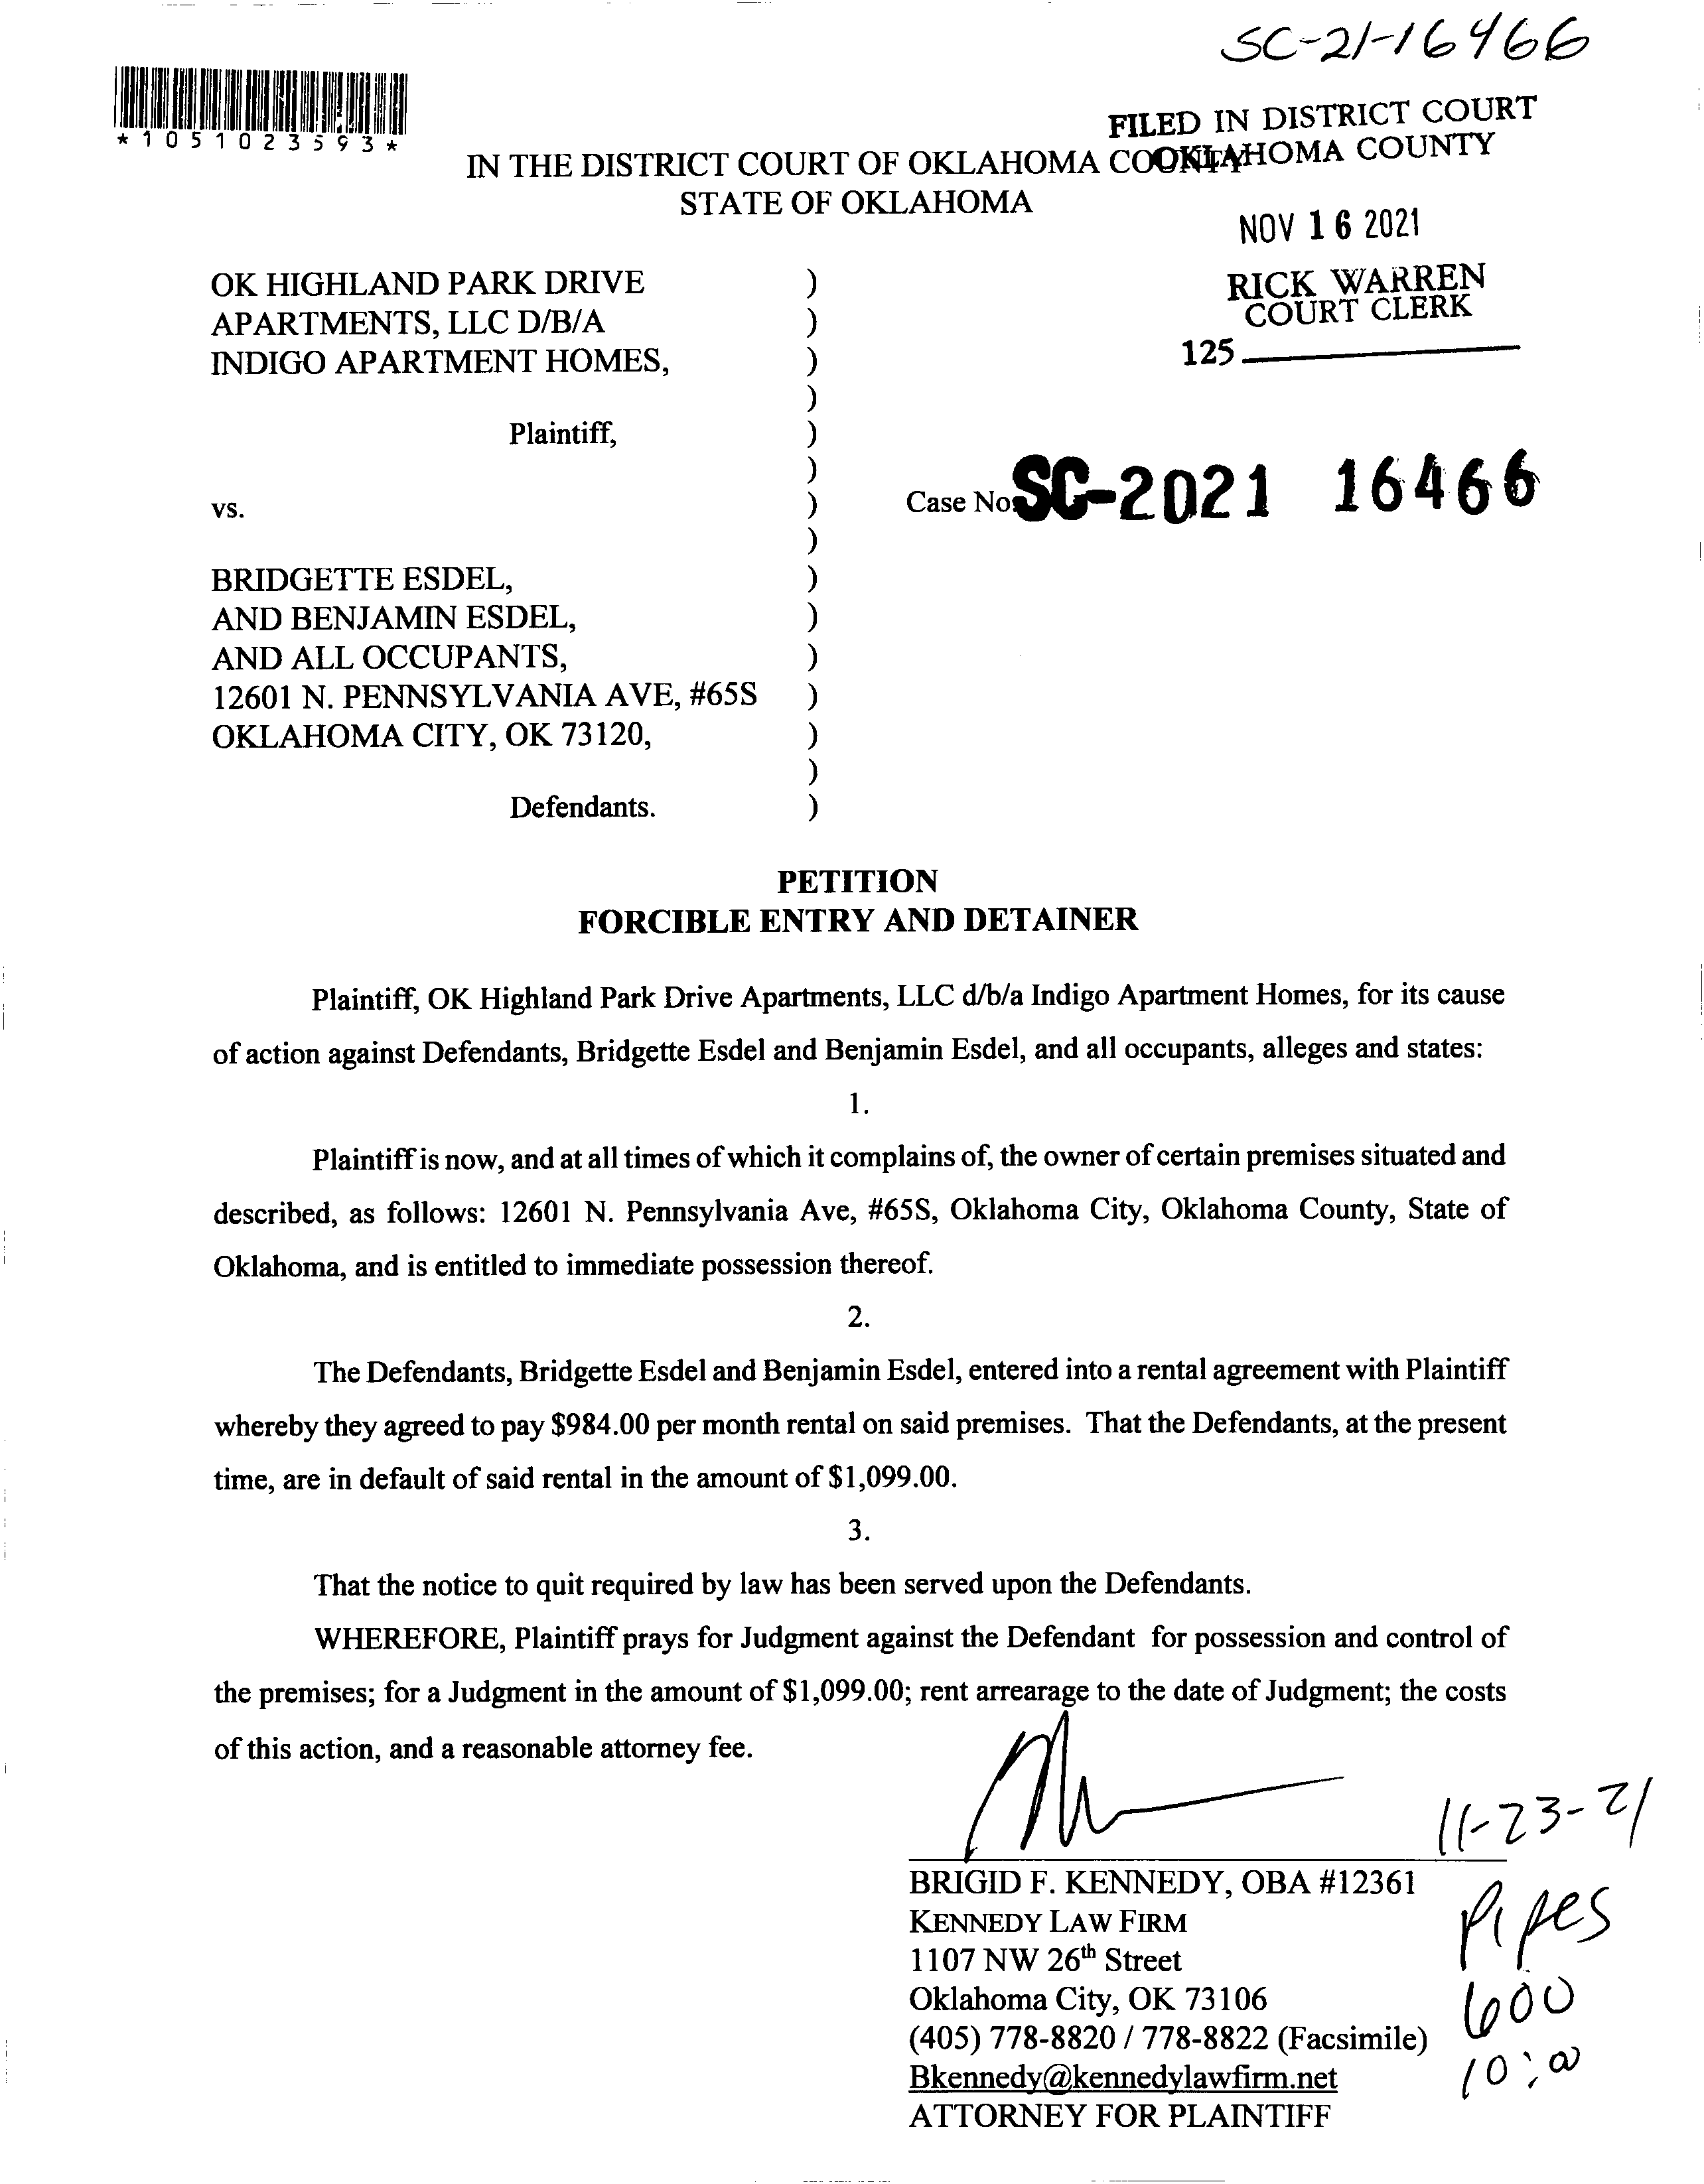 SC-21-16466
*1051023593*
FILED IN DISTRICT COURT
OKLAHOMA COUNTY
IN THE DISTRICT COURT OF OKLAHOMA COUNTY
STATE OF OKLAHOMA
NOV 16 2021
RICK WARREN
COURT CLERK
125
OK HIGHLAND PARK DRIVE )
APARTMENTS, LLC D/B/A )
INDIGO APARTMENT HOMES, )
)
Plaintiff, )
)
vs. ) Case No. SC-2021 16466
)
BRIDGETTE ESDEL, )
AND BENJAMIN ESDEL, )
AND ALL OCCUPANTS, )
12601 N. PENNSYLVANIA AVE, #65S )
OKLAHOMA CITY, OK 73120, )
)
Defendants. )
PETITION
FORCIBLE ENTRY AND DETAINER
Plaintiff, OK Highland Park Drive Apartments, LLC d/b/a Indigo Apartment Homes, for its cause
of action against Defendants, Bridgette Esdel and Benjamin Esdel, and all occupants, alleges and states:
1.
Plaintiff is now, and at all times of which it complains of, the owner of certain premises situated and
described, as follows: 12601 N. Pennsylvania Ave, #65S, Oklahoma City, Oklahoma County, State of
Oklahoma, and is entitled to immediate possession thereof.
2.
The Defendants, Bridgette Esdel and Benjamin Esdel, entered into a rental agreement with Plaintiff
whereby they agreed to pay $984.00 per month rental on said premises. That the Defendants, at the present
time, are in default of said rental in the amount of $1,099.00.
3.
That the notice to quit required by law has been served upon the Defendants.
WHEREFORE, Plaintiff prays for Judgment against the Defendant for possession and control of
the premises; for a Judgment in the amount of $1,099.00; rent arrearage to the date of Judgment; the costs
of this action, and a reasonable attorney fee.
11-23-21
BRIGID F. KENNEDY, OBA #12361
KENNEDY LAW FIRM
1107 NW 26th Street
Oklahoma City, OK 73106
(405) 778-8820 / 778-8822 (Facsimile)
Bkennedy@kennedylawfirm.net
ATTORNEY FOR PLAINTIFF
Pipes
600
10:00